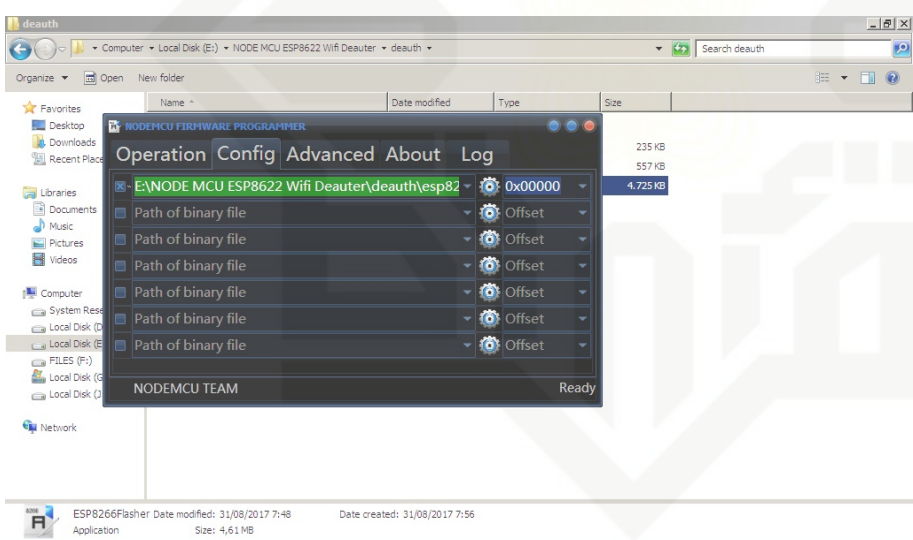 deauth
Computer Local Disk (E:) NODE MCU ESP8622 Wifi Deauter deauth
Search deauth
Organize Open New folder
Name Date modified Type Size
Favorites
Desktop
Downloads
Recent Place
Libraries
Documents
Music
Pictures
Videos
Computer
System Rese
Local Disk (D
Local Disk (E
FILES (F:)
Local Disk (G
Local Disk (J
Network
235 KB
557 KB
4.725 KB
NODEMCU FIRMWARE PROGRAMMER
Operation Config Advanced About Log
E:\NODE MCU ESP8622 Wifi Deauter\deauth\esp82 0x00000
Path of binary file Offset
Path of binary file Offset
Path of binary file Offset
Path of binary file Offset
Path of binary file Offset
Path of binary file Offset
NODEMCU TEAM Ready
ESP8266Flasher Date modified: 31/08/2017 7:48 Date created: 31/08/2017 7:56
Application Size: 4,61 MB